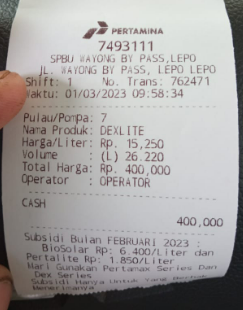 PERTAMINA
7493111
SPBU WAYONG BY PASS,LEPO
JL. WAYONG BY PASS, LEPO LEPO
Shift: 1 No. Trans: 762471
Waktu: 01/03/2023 09:58:34
Pulau/Pompa: 7
Nama Produk: DEXLITE
Harga/Liter: Rp. 15,250
Volume : (L) 26.220
Total Harga: Rp. 400,000
Operator : OPERATOR
CASH
400,000
Subsidi Bulan FEBRUARI 2023 :
BioSolar Rp: 6.400/Liter dan
Pertalite Rp: 1.850/Liter
Mari Gunakan Pertamax Series Dan
Dex Series
Subsidi Hanya Untuk Yang Berhak
Menerimanya